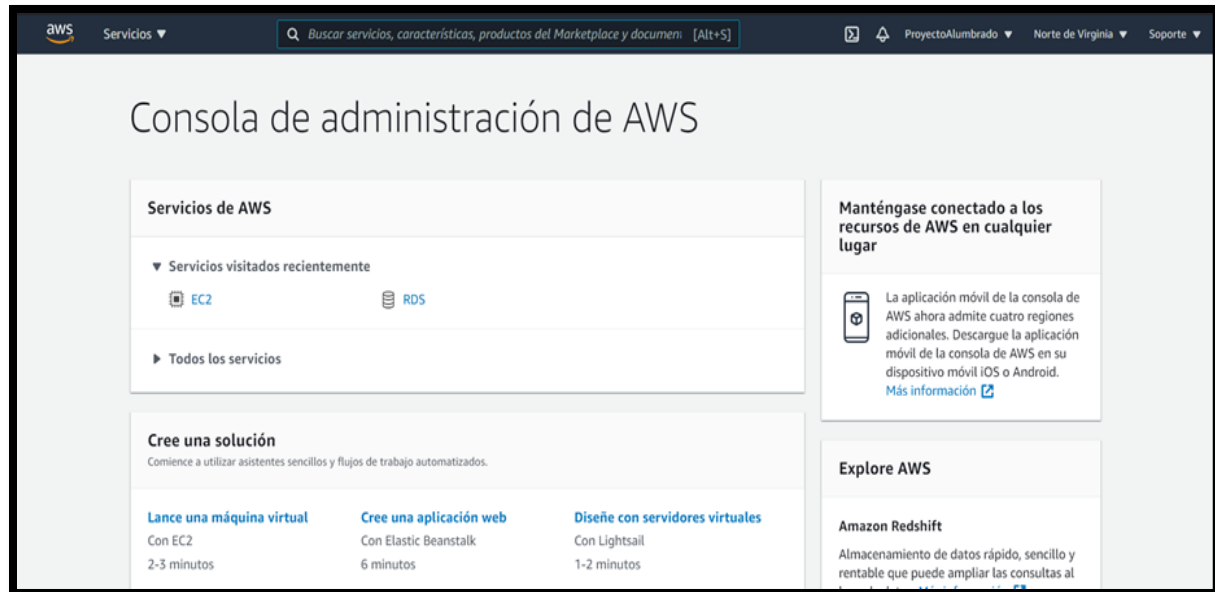 aws
Servicios ▼
Buscar servicios, características, productos del Marketplace y document [Alt+S]
ProyectoAlumbrado ▼
Norte de Virginia ▼
Soporte ▼
Consola de administración de AWS
Servicios de AWS
▼ Servicios visitados recientemente
EC2
RDS
▶ Todos los servicios
Cree una solución
Comience a utilizar asistentes sencillos y flujos de trabajo automatizados.
Lance una máquina virtual
Con EC2
2-3 minutos
Cree una aplicación web
Con Elastic Beanstalk
6 minutos
Diseñe con servidores virtuales
Con Lightsail
1-2 minutos
Manténgase conectado a los
recursos de AWS en cualquier
lugar
La aplicación móvil de la consola de
AWS ahora admite cuatro regiones
adicionales. Descargue la aplicación
móvil de la consola de AWS en su
dispositivo móvil iOS o Android.
Más información
Explore AWS
Amazon Redshift
Almacenamiento de datos rápido, sencillo y
rentable que puede ampliar las consultas al